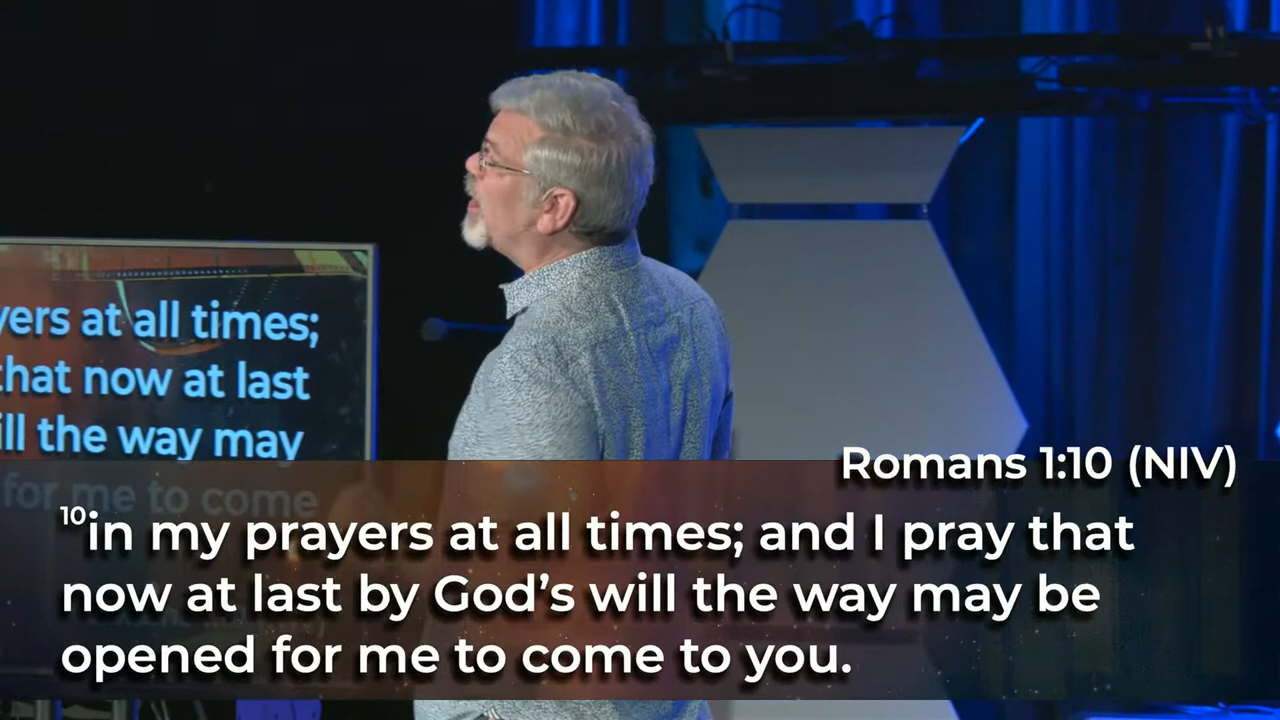 yers at all times;
that now at last
ill the way may
for me to come
Romans 1:10 (NIV)
10in my prayers at all times; and I pray that
now at last by God’s will the way may be
opened for me to come to you.